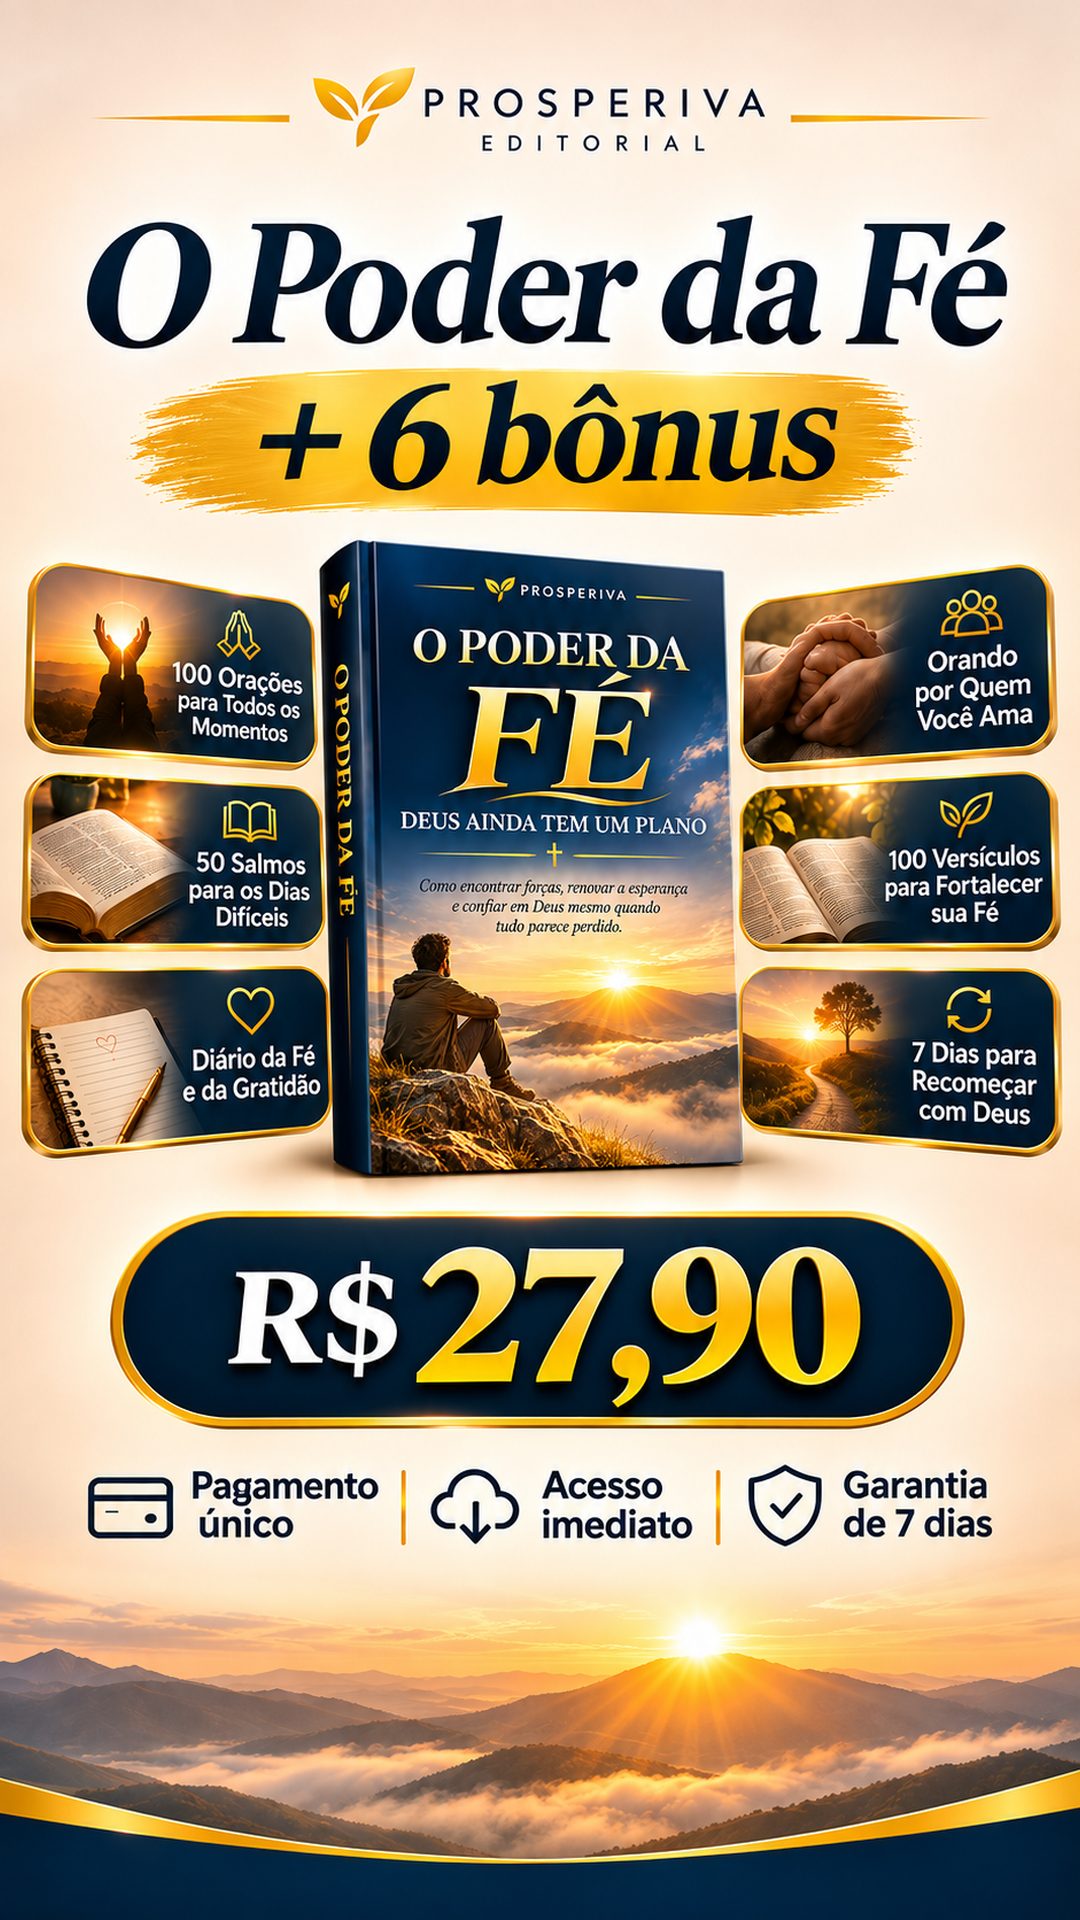 PROSPERIVA
EDITORIAL
O Poder da Fé
+ 6 bônus
100 Orações
para Todos os
Momentos
50 Salmos
para os Dias
Difíceis
Diário da Fé
e da Gratidão
O PODER DA FÉ
PROSPERIVA
O PODER DA
FÉ
DEUS AINDA TEM UM PLANO
Como encontrar forças, renovar a esperança
e confiar em Deus mesmo quando
tudo parece perdido.
Orando
por Quem
Você Ama
100 Versículos
para Fortalecer
sua Fé
7 Dias para
Recomeçar
com Deus
R$ 27,90
Pagamento
único
Acesso
imediato
Garantia
de 7 dias